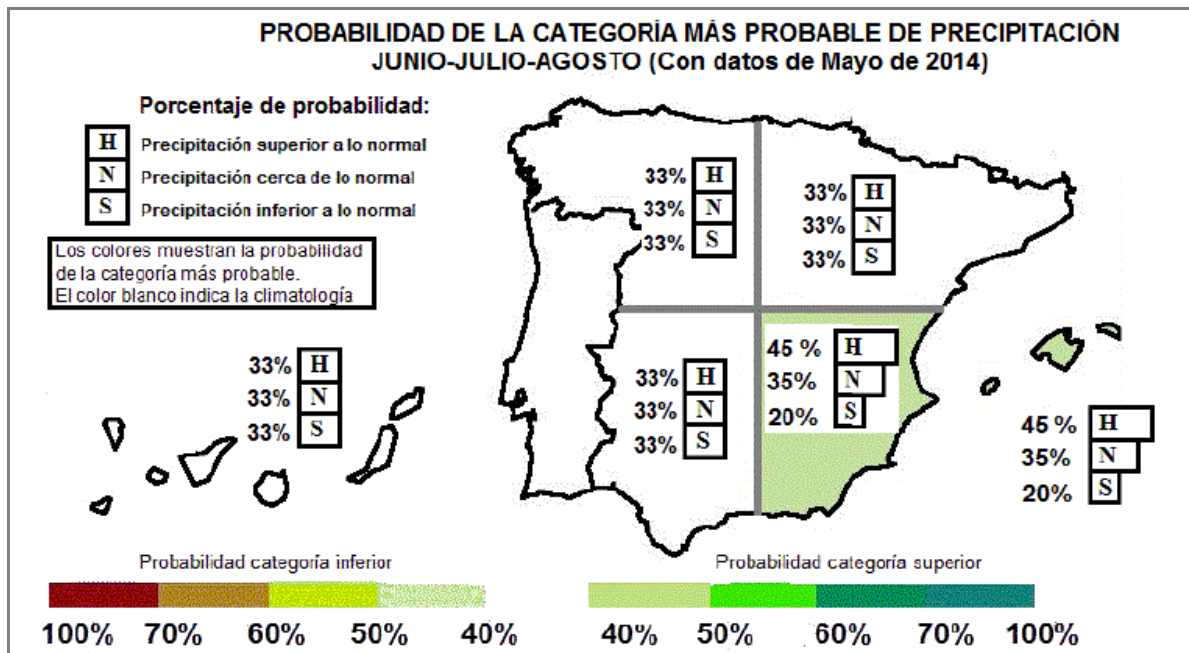 PROBABILIDAD DE LA CATEGORÍA MÁS PROBABLE DE PRECIPITACIÓN
JUNIO-JULIO-AGOSTO (Con datos de Mayo de 2014)
Porcentaje de probabilidad:
H Precipitación superior a lo normal
N Precipitación cerca de lo normal
S Precipitación inferior a lo normal
Los colores muestran la probabilidad
de la categoría más probable.
El color blanco indica la climatología
33% H
33% N
33% S
33% H
33% N
33% S
33% H
33% N
33% S
33% H
33% N
33% S
45 % H
35% N
20% S
45 % H
35% N
20% S
Probabilidad categoría inferior
100% 70% 60% 50% 40%
Probabilidad categoría superior
40% 50% 60% 70% 100%